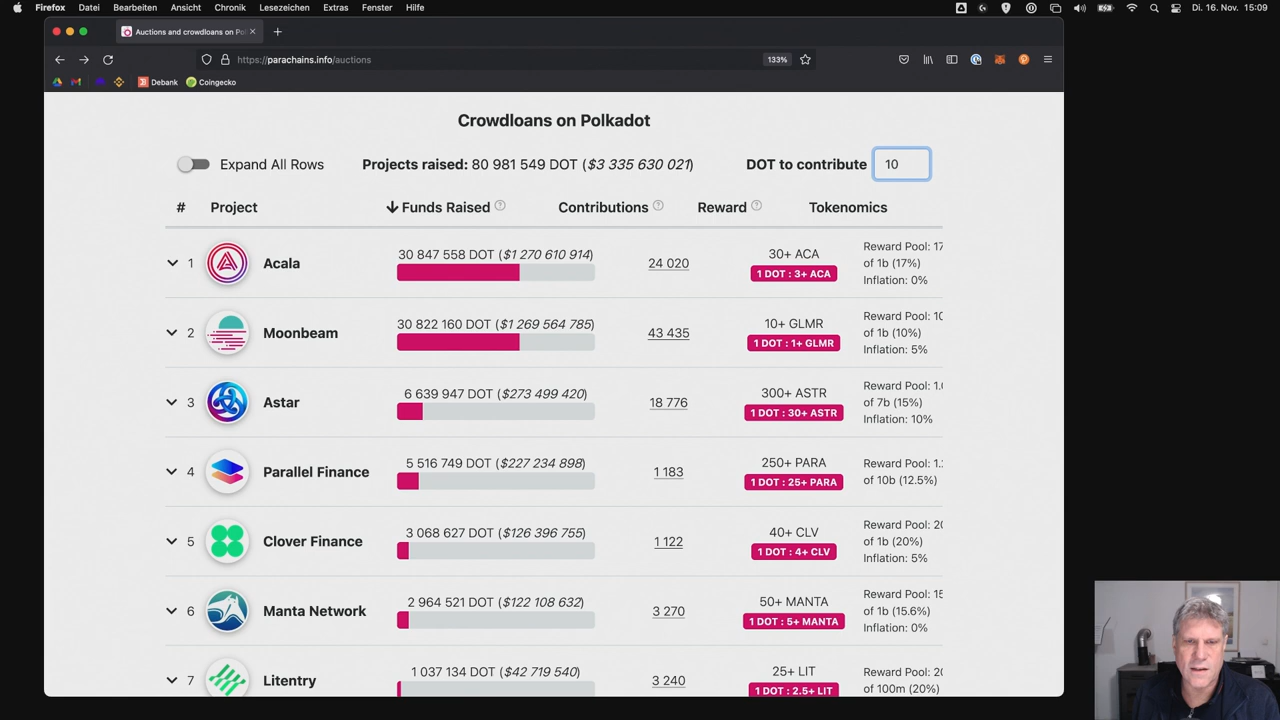 Firefox Datei Bearbeiten Ansicht Chronik Lesezeichen Extras Fenster Hilfe Di. 16. Nov. 15:09
Auctions and crowdloans on Pol
https://parachains.info/auctions 133%
Debank Coingecko
Crowdloans on Polkadot
Expand All Rows Projects raised: 80 981 549 DOT ($3 335 630 021) DOT to contribute 10
# Project Funds Raised Contributions Reward Tokenomics
1 Acala 30 847 558 DOT ($1 270 610 914) 24 020 30+ ACA Reward Pool: 17
of 1b (17%)
1 DOT : 3+ ACA Inflation: 0%
2 Moonbeam 30 822 160 DOT ($1 269 564 785) 43 435 10+ GLMR Reward Pool: 10
of 1b (10%)
1 DOT : 1+ GLMR Inflation: 5%
3 Astar 6 639 947 DOT ($273 499 420) 18 776 300+ ASTR Reward Pool: 1.0
of 7b (15%)
1 DOT : 30+ ASTR Inflation: 10%
4 Parallel Finance 5 516 749 DOT ($227 234 898) 1 183 250+ PARA Reward Pool: 1.2
1 DOT : 25+ PARA of 10b (12.5%)
5 Clover Finance 3 068 627 DOT ($126 396 755) 1 122 40+ CLV Reward Pool: 20
of 1b (20%)
1 DOT : 4+ CLV Inflation: 5%
6 Manta Network 2 964 521 DOT ($122 108 632) 3 270 50+ MANTA Reward Pool: 15
of 1b (15.6%)
1 DOT : 5+ MANTA Inflation: 0%
7 Litentry 1 037 134 DOT ($42 719 540) 3 240 25+ LIT Reward Pool: 20
1 DOT : 2.5+ LIT of 100m (20%)